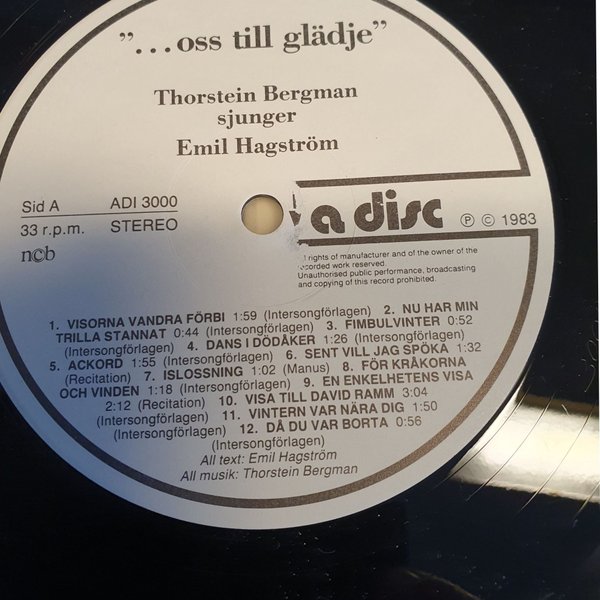 ”...oss till glädje”
Thorstein Bergman
sjunger
Emil Hagström
Sid A ADI 3000
33 r.p.m. STEREO
ncb
a disc Ⓟ © 1983
rights of manufacturer and of the owner of the
recorded work reserved.
Unauthorised public performance, broadcasting
and copying of this record prohibited.
1. VISORNA VANDRA FÖRBI 1:59 (Intersongförlagen) 2. NU HAR MIN
TRILLA STANNAT 0:44 (Intersongförlagen) 3. FIMBULVINTER 0:52
(Intersongförlagen) 4. DANS I DÖDÅKER 1:26 (Intersongförlagen)
5. ACKORD 1:55 (Intersongförlagen) 6. SENT VILL JAG SPÖKA 1:32
(Recitation) 7. ISLOSSNING 1:02 (Manus) 8. FÖR KRÅKORNA
OCH VINDEN 1:18 (Intersongförlagen) 9. EN ENKELHETENS VISA
2:12 (Recitation) 10. VISA TILL DAVID RAMM 3:04
(Intersongförlagen) 11. VINTERN VAR NÄRA DIG 1:50
(Intersongförlagen) 12. DÅ DU VAR BORTA 0:56
(Intersongförlagen)
All text: Emil Hagström
All musik: Thorstein Bergman